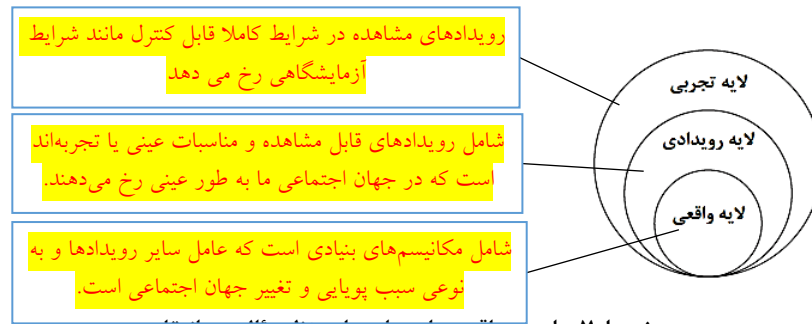 رویدادهای مشاهده در شرایط کاملا قابل کنترل مانند شرایط
آزمایشگاهی رخ می دهد
لایه تجربی
شامل رویدادهای قابل مشاهده و مناسبات عینی یا تجربه‌اند
است که در جهان اجتماعی ما به طور عینی رخ می‌دهند.
لایه رویدادی
شامل مکانیسم‌های بنیادی است که عامل سایر رویدادها و به
نوعی سبب پویایی و تغییر جهان اجتماعی است.
لایه واقعی